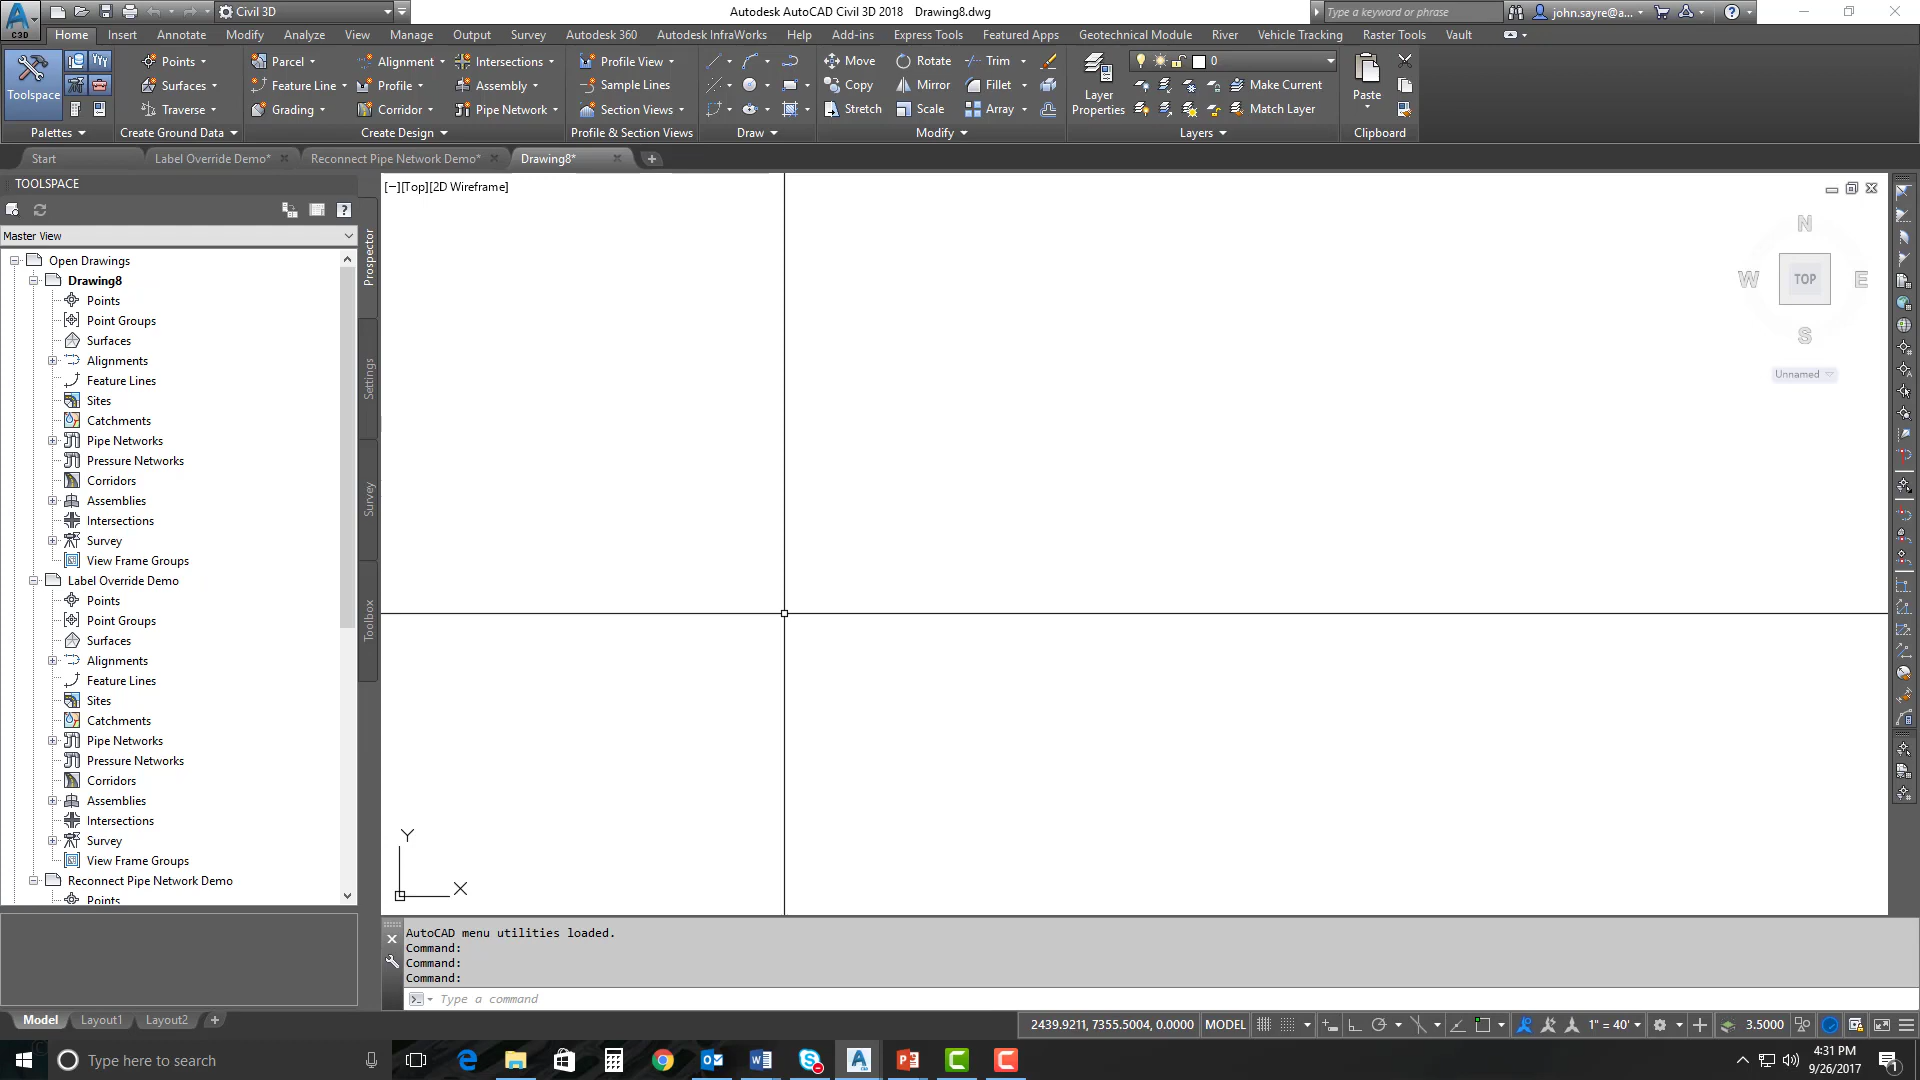 Civil 3D
Autodesk AutoCAD Civil 3D 2018 Drawing8.dwg
Type a keyword or phrase
john.sayre@a...
C3D
Home Insert Annotate Modify Analyze View Manage Output Survey Autodesk 360 Autodesk InfraWorks Help Add-ins Express Tools Featured Apps Geotechnical Module River Vehicle Tracking Raster Tools Vault
Toolspace
Palettes
Points
Surfaces
Traverse
Create Ground Data
Parcel
Feature Line
Grading
Alignment
Profile
Corridor
Intersections
Assembly
Pipe Network
Create Design
Profile View
Sample Lines
Section Views
Profile & Section Views
Draw
Move
Copy
Stretch
Rotate
Mirror
Scale
Trim
Fillet
Array
Modify
Layer
Properties
0
Make Current
Match Layer
Layers
Paste
Clipboard
Start
Label Override Demo*
Reconnect Pipe Network Demo*
Drawing8*
TOOLSPACE
Master View
Open Drawings
Drawing8
Points
Point Groups
Surfaces
Alignments
Feature Lines
Sites
Catchments
Pipe Networks
Pressure Networks
Corridors
Assemblies
Intersections
Survey
View Frame Groups
Label Override Demo
Points
Point Groups
Surfaces
Alignments
Feature Lines
Sites
Catchments
Pipe Networks
Pressure Networks
Corridors
Assemblies
Intersections
Survey
View Frame Groups
Reconnect Pipe Network Demo
Points
Prospector
Settings
Survey
Toolbox
[−][Top][2D Wireframe]
N
W
TOP
E
S
Unnamed
Y
X
AutoCAD menu utilities loaded.
Command:
Command:
Command:
Type a command
Model Layout1 Layout2
2439.9211, 7355.5004, 0.0000 MODEL
1" = 40'
3.5000
Type here to search
4:31 PM
9/26/2017
1